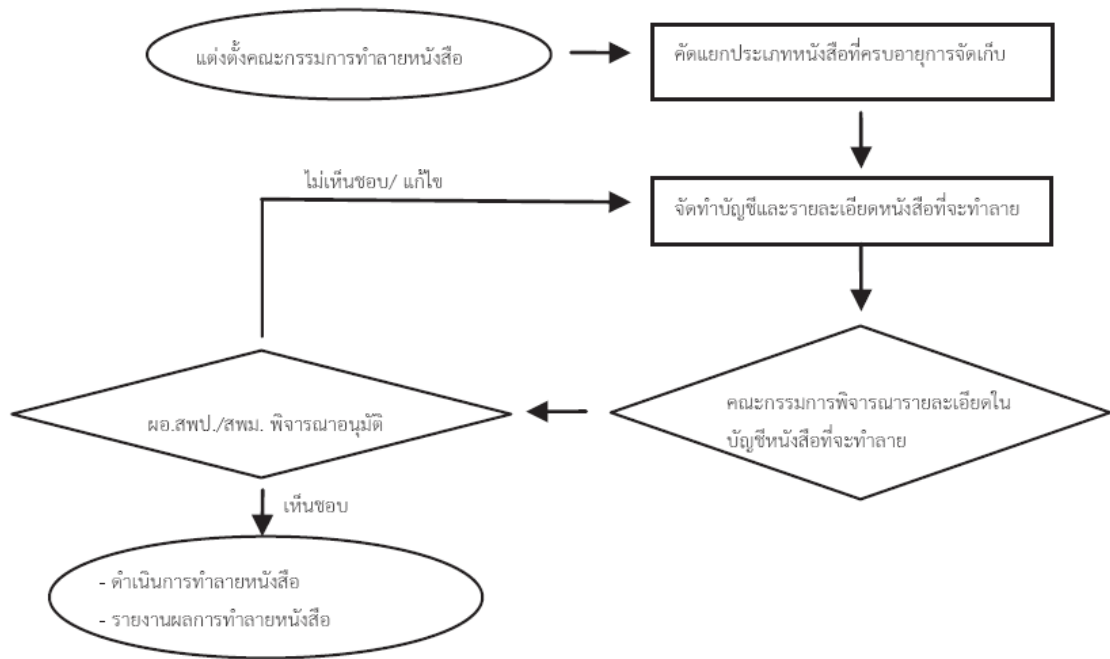 แต่งตั้งคณะกรรมการทำลายหนังสือ
คัดแยกประเภทหนังสือที่ครบอายุการจัดเก็บ
ไม่เห็นชอบ/ แก้ไข
จัดทำบัญชีและรายละเอียดหนังสือที่จะทำลาย
คณะกรรมการพิจารณารายละเอียดใน
บัญชีหนังสือที่จะทำลาย
ผอ.สพป./สพม. พิจารณาอนุมัติ
เห็นชอบ
- ดำเนินการทำลายหนังสือ
- รายงานผลการทำลายหนังสือ